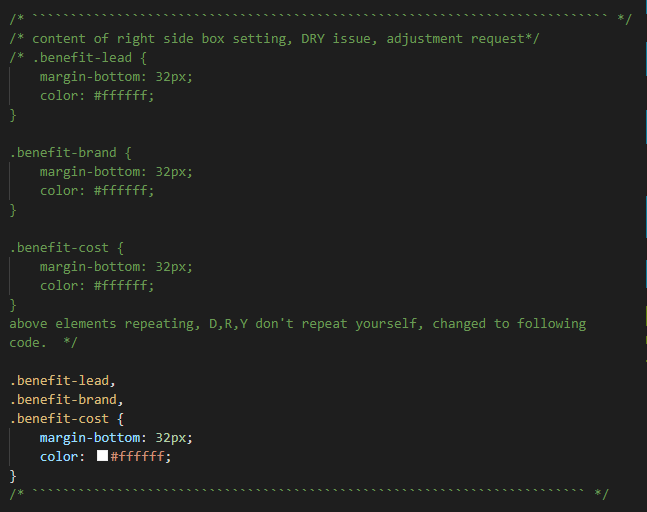 /* ``````````````````````````````````````````````````````````````````````````` */
/* content of right side box setting, DRY issue, adjustment request*/
/* .benefit-lead {
    margin-bottom: 32px;
    color: #ffffff;
}

.benefit-brand {
    margin-bottom: 32px;
    color: #ffffff;
}

.benefit-cost {
    margin-bottom: 32px;
    color: #ffffff;
}
above elements repeating, D,R,Y don't repeat yourself, changed to following
code.  */

.benefit-lead,
.benefit-brand,
.benefit-cost {
    margin-bottom: 32px;
    color: #ffffff;
}
/* ```````````````````````````````````````````````````````````````````````` */